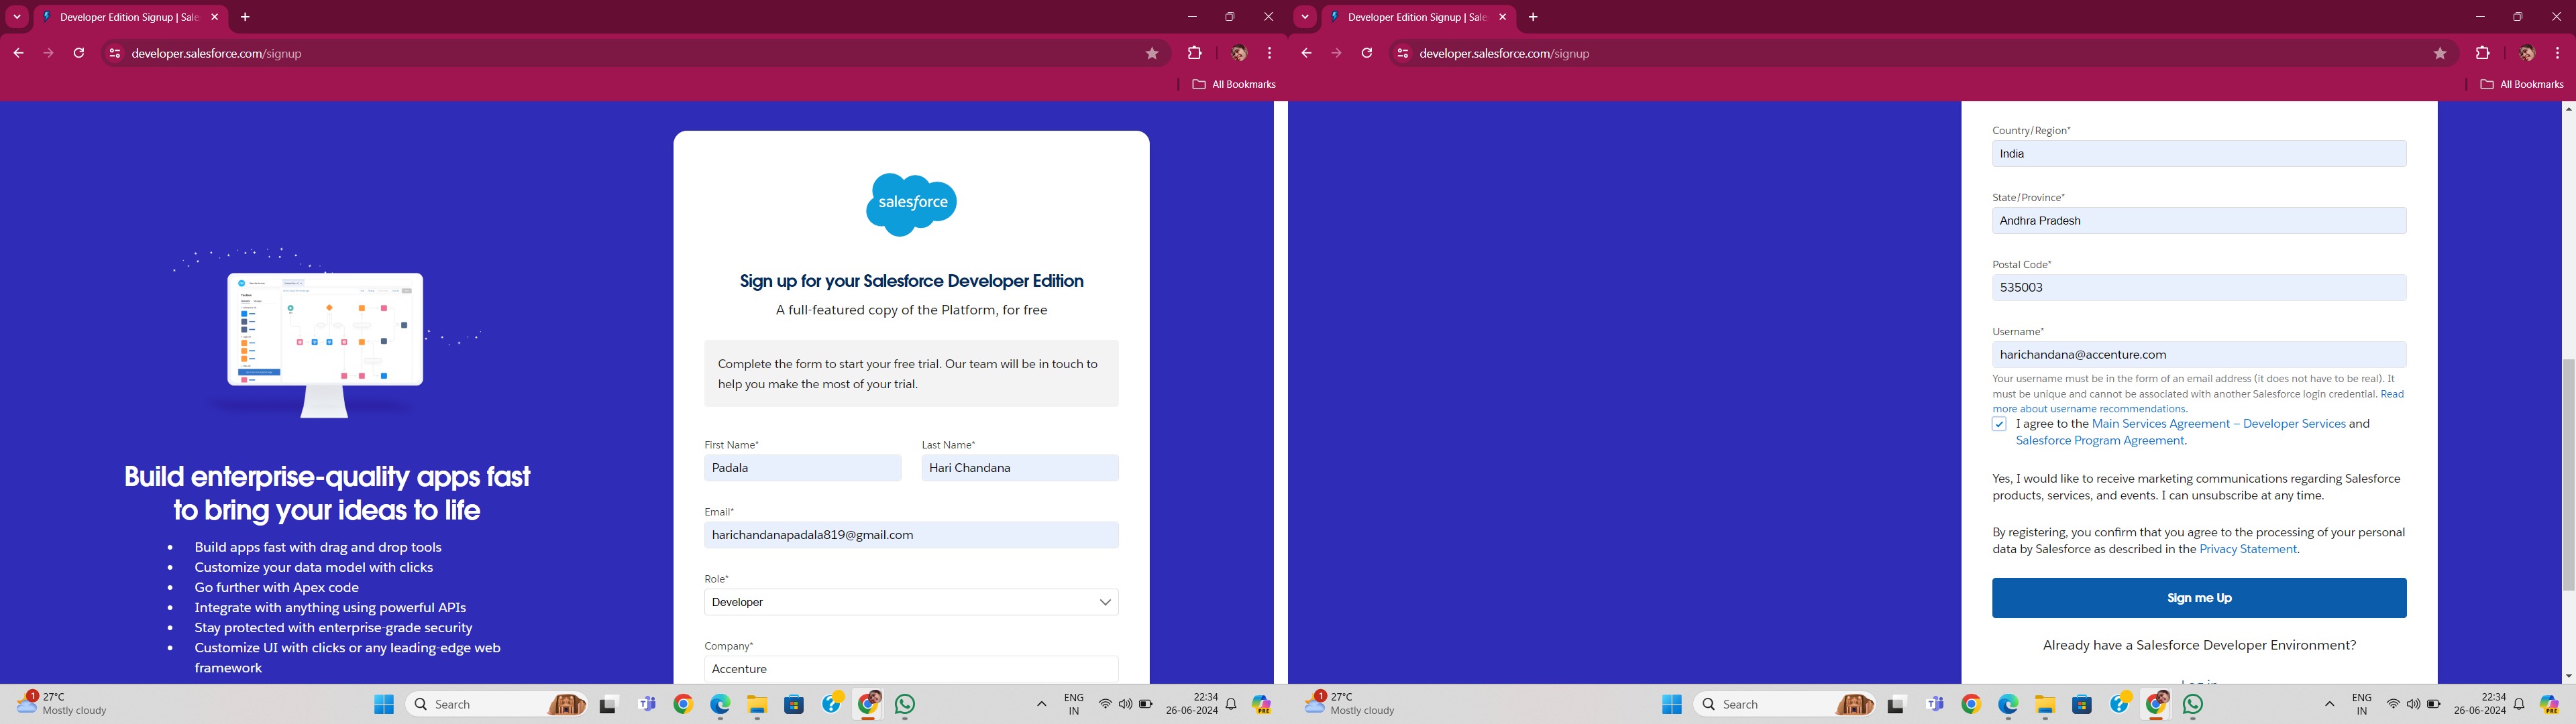 Developer Edition Signup | Sale
developer.salesforce.com/signup
All Bookmarks
salesforce
Sign up for your Salesforce Developer Edition
A full-featured copy of the Platform, for free
Complete the form to start your free trial. Our team will be in touch to
help you make the most of your trial.
First Name*
Last Name*
Padala
Hari Chandana
Email*
harichandanapadala819@gmail.com
Role*
Developer
Company*
Accenture
Build enterprise-quality apps fast
to bring your ideas to life
Build apps fast with drag and drop tools
Customize your data model with clicks
Go further with Apex code
Integrate with anything using powerful APIs
Stay protected with enterprise-grade security
Customize UI with clicks or any leading-edge web
framework
1
27°C
Mostly cloudy
Search
ENG
IN
22:34
26-06-2024
PRE
Developer Edition Signup | Sale
developer.salesforce.com/signup
All Bookmarks
Country/Region*
India
State/Province*
Andhra Pradesh
Postal Code*
535003
Username*
harichandana@accenture.com
Your username must be in the form of an email address (it does not have to be real). It
must be unique and cannot be associated with another Salesforce login credential. Read
more about username recommendations.
I agree to the Main Services Agreement – Developer Services and
Salesforce Program Agreement.
Yes, I would like to receive marketing communications regarding Salesforce
products, services, and events. I can unsubscribe at any time.
By registering, you confirm that you agree to the processing of your personal
data by Salesforce as described in the Privacy Statement.
Sign me Up
Already have a Salesforce Developer Environment?
1
27°C
Mostly cloudy
Search
ENG
IN
22:34
26-06-2024
PRE